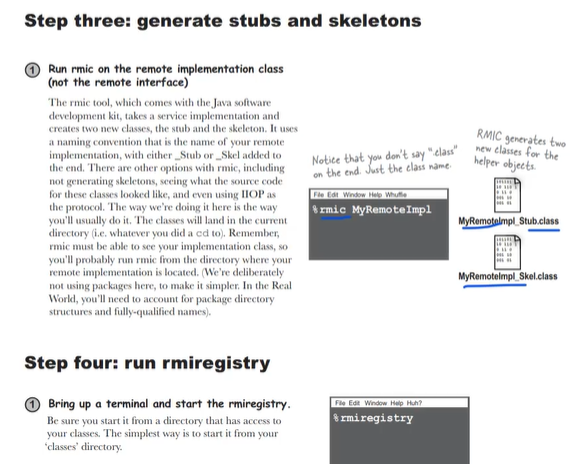 Step three: generate stubs and skeletons
1 Run rmic on the remote implementation class
(not the remote interface)
The rmic tool, which comes with the Java software
development kit, takes a service implementation and
creates two new classes, the stub and the skeleton. It uses
a naming convention that is the name of your remote
implementation, with either _Stub or _Skel added to
the end. There are other options with rmic, including
not generating skeletons, seeing what the source code
for these classes looked like, and even using IIOP as
the protocol. The way we're doing it here is the way
you'll usually do it. The classes will land in the current
directory (i.e. whatever you did a cd to). Remember,
rmic must be able to see your implementation class, so
you'll probably run rmic from the directory where your
remote implementation is located. (We're deliberately
not using packages here, to make it simpler. In the Real
World, you'll need to account for package directory
structures and fully-qualified names).
Notice that you don't say "class"
on the end. Just the class name.
File Edit Window Help Whuffie
%rmic MyRemoteImpl
RMIC generates two
new classes for the
helper objects.
MyRemoteImpl_Stub.class
MyRemoteImpl_Skel.class
Step four: run rmiregistry
1 Bring up a terminal and start the rmiregistry.
Be sure you start it from a directory that has access to
your classes. The simplest way is to start it from your
'classes' directory.
File Edit Window Help Huh?
%rmiregistry